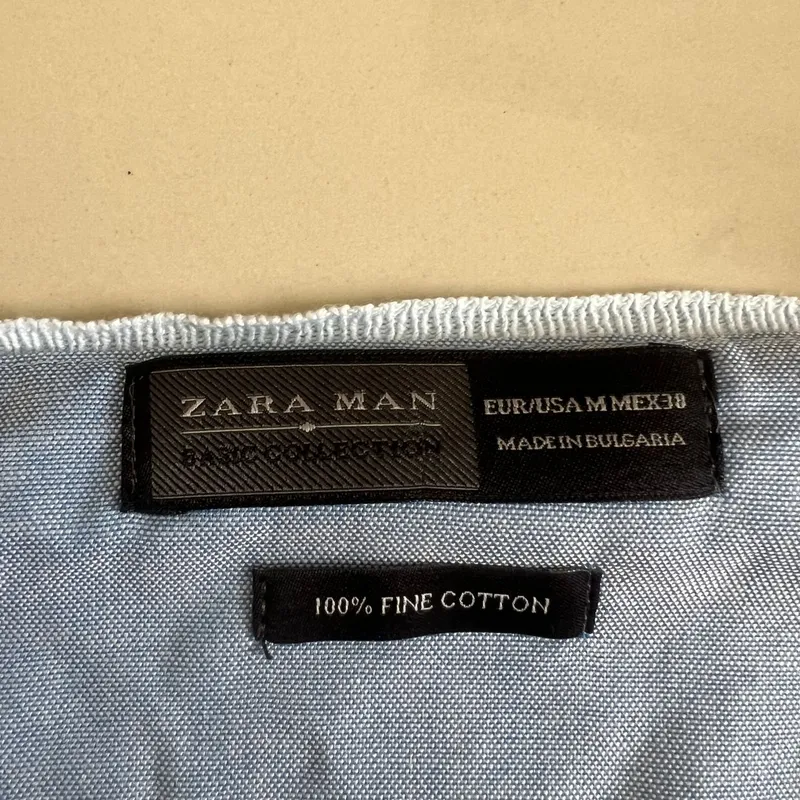 ZARA MAN
BASIC COLLECTION
EUR/USA M MEX38
MADE IN BULGARIA
100% FINE COTTON